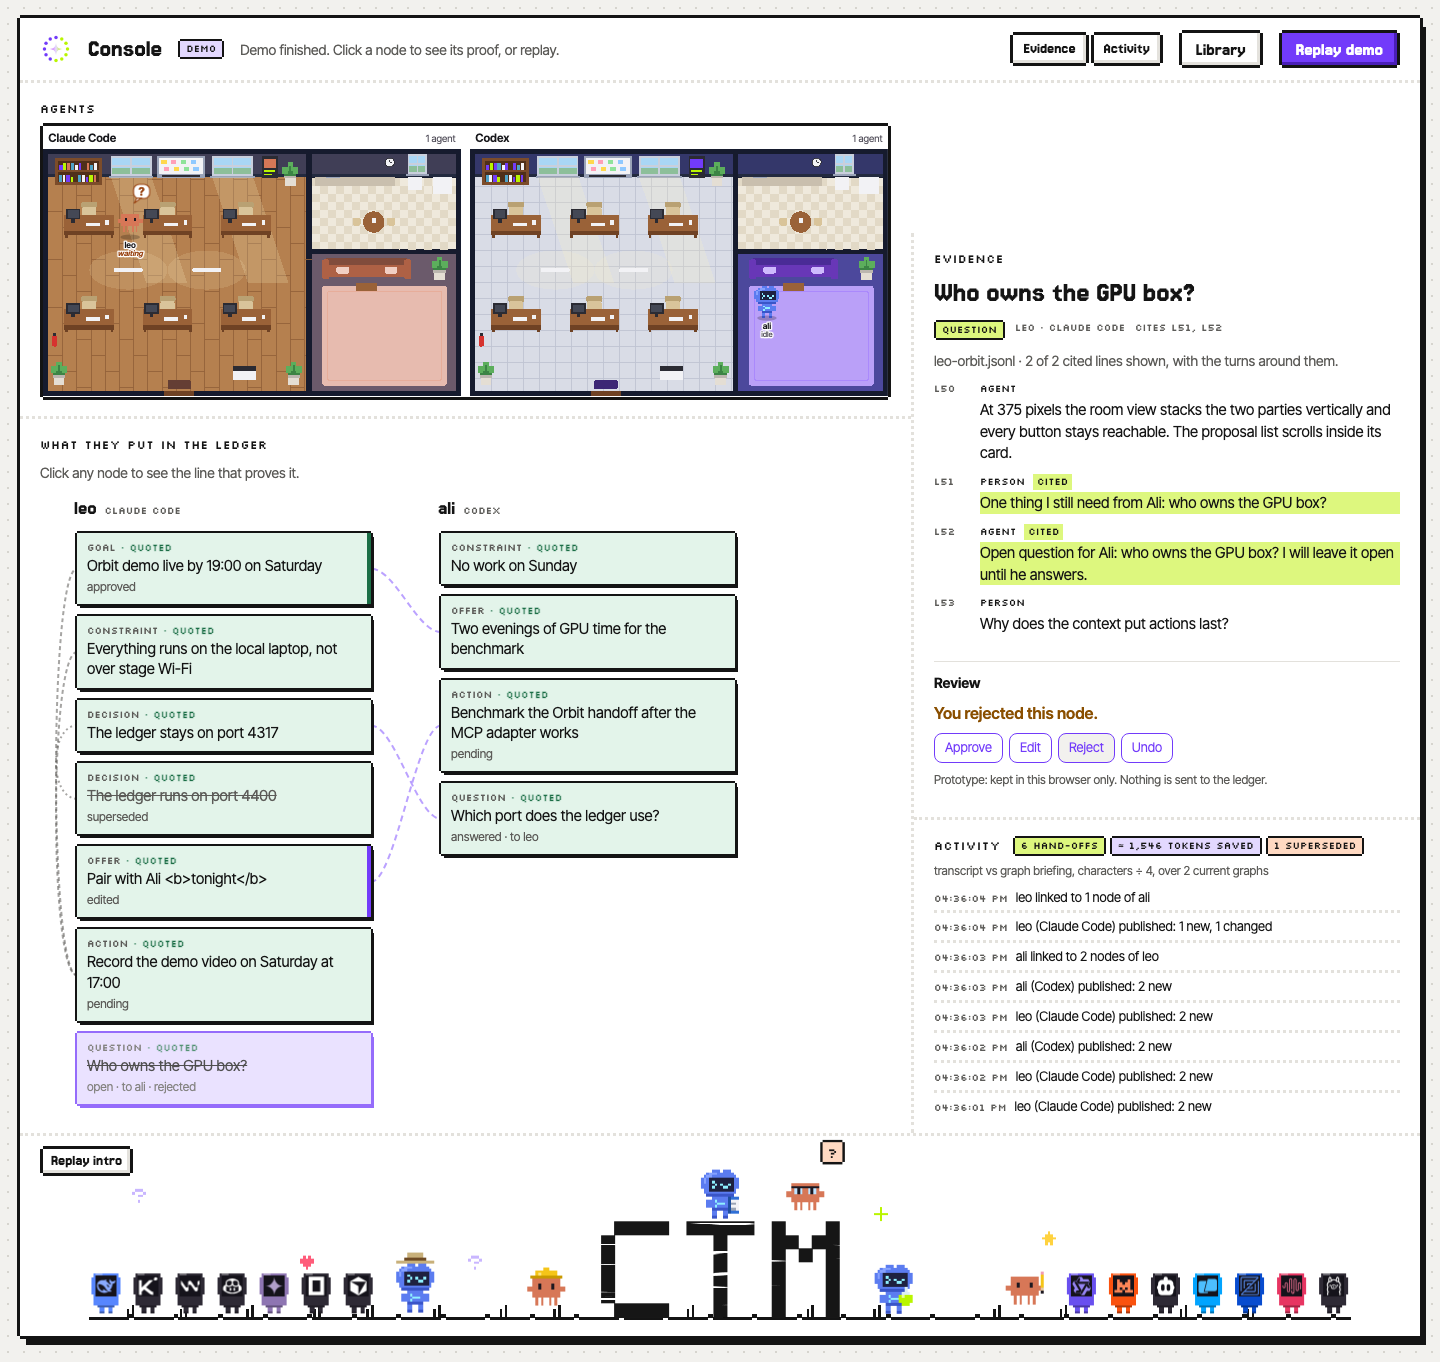 Console
DEMO
Demo finished. Click a node to see its proof, or replay.
Evidence
Activity
Library
Replay demo
AGENTS
Claude Code
1 agent
Codex
1 agent
?
leo
waiting
ali
idle
WHAT THEY PUT IN THE LEDGER
Click any node to see the line that proves it.
leo CLAUDE CODE
GOAL · QUOTED
Orbit demo live by 19:00 on Saturday
approved
CONSTRAINT · QUOTED
Everything runs on the local laptop, not
over stage Wi-Fi
DECISION · QUOTED
The ledger stays on port 4317
DECISION · QUOTED
The ledger runs on port 4400
superseded
OFFER · QUOTED
Pair with Ali <b>tonight</b>
edited
ACTION · QUOTED
Record the demo video on Saturday at
17:00
pending
QUESTION · QUOTED
Who owns the GPU box?
open · to ali · rejected
ali CODEX
CONSTRAINT · QUOTED
No work on Sunday
OFFER · QUOTED
Two evenings of GPU time for the
benchmark
ACTION · QUOTED
Benchmark the Orbit handoff after the
MCP adapter works
pending
QUESTION · QUOTED
Which port does the ledger use?
answered · to leo
EVIDENCE
Who owns the GPU box?
QUESTION LEO · CLAUDE CODE CITES L51, L52
leo-orbit.jsonl · 2 of 2 cited lines shown, with the turns around them.
L50 AGENT
At 375 pixels the room view stacks the two parties vertically and
every button stays reachable. The proposal list scrolls inside its
card.
L51 PERSON CITED
One thing I still need from Ali: who owns the GPU box?
L52 AGENT CITED
Open question for Ali: who owns the GPU box? I will leave it open
until he answers.
L53 PERSON
Why does the context put actions last?
Review
You rejected this node.
Approve
Edit
Reject
Undo
Prototype: kept in this browser only. Nothing is sent to the ledger.
ACTIVITY
6 HAND-OFFS
≈ 1,546 TOKENS SAVED
1 SUPERSEDED
transcript vs graph briefing, characters ÷ 4, over 2 current graphs
04:36:04 PM leo linked to 1 node of ali
04:36:04 PM leo (Claude Code) published: 1 new, 1 changed
04:36:03 PM ali linked to 2 nodes of leo
04:36:03 PM ali (Codex) published: 2 new
04:36:03 PM leo (Claude Code) published: 2 new
04:36:02 PM ali (Codex) published: 2 new
04:36:02 PM leo (Claude Code) published: 2 new
04:36:01 PM leo (Claude Code) published: 2 new
Replay intro
?
CTM